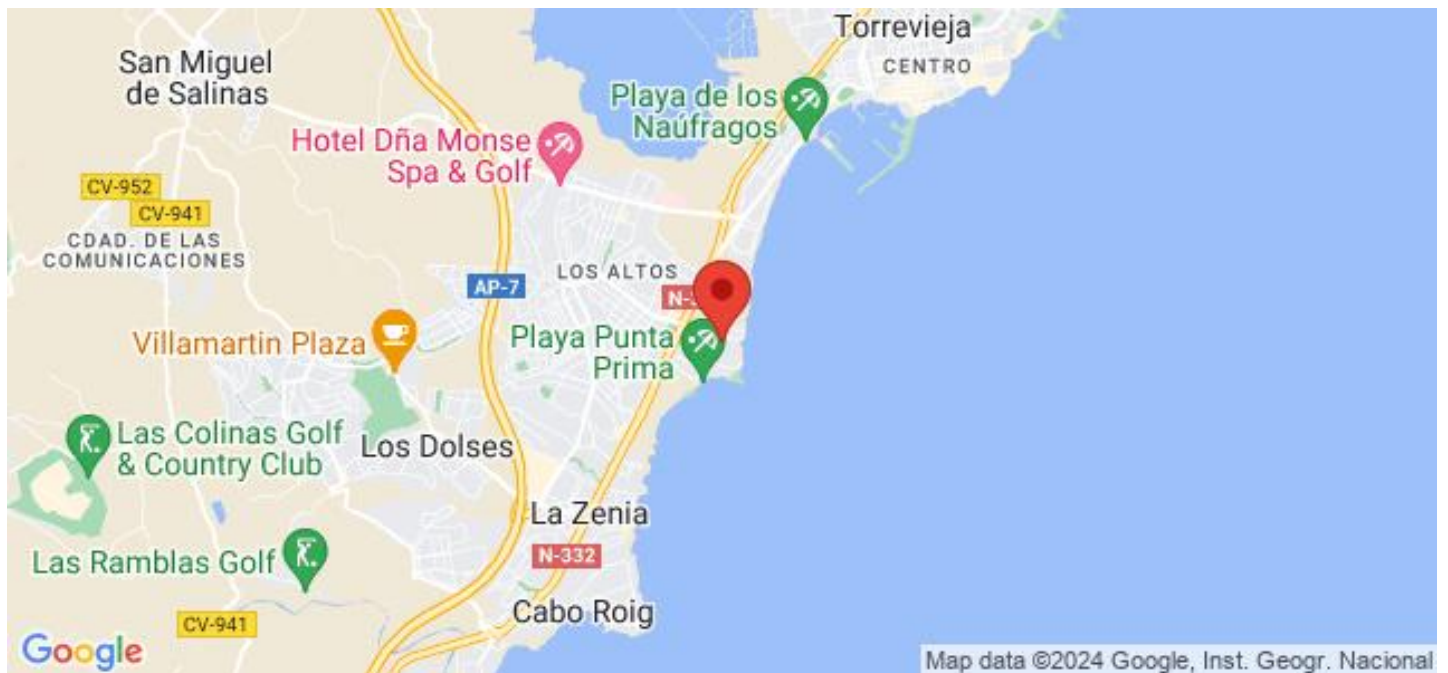 Torrevieja
CENTRO
San Miguel
de Salinas
Playa de los
Naúfragos
Hotel Dña Monse
Spa & Golf
CV-952
CV-941
CDAD. DE LAS
COMUNICACIONES
LOS ALTOS
AP-7
N-3
Playa Punta
Prima
Villamartin Plaza
Las Colinas Golf
& Country Club
Los Dolses
La Zenia
N-332
Las Ramblas Golf
Cabo Roig
CV-941
Google
Map data ©2024 Google, Inst. Geogr. Nacional